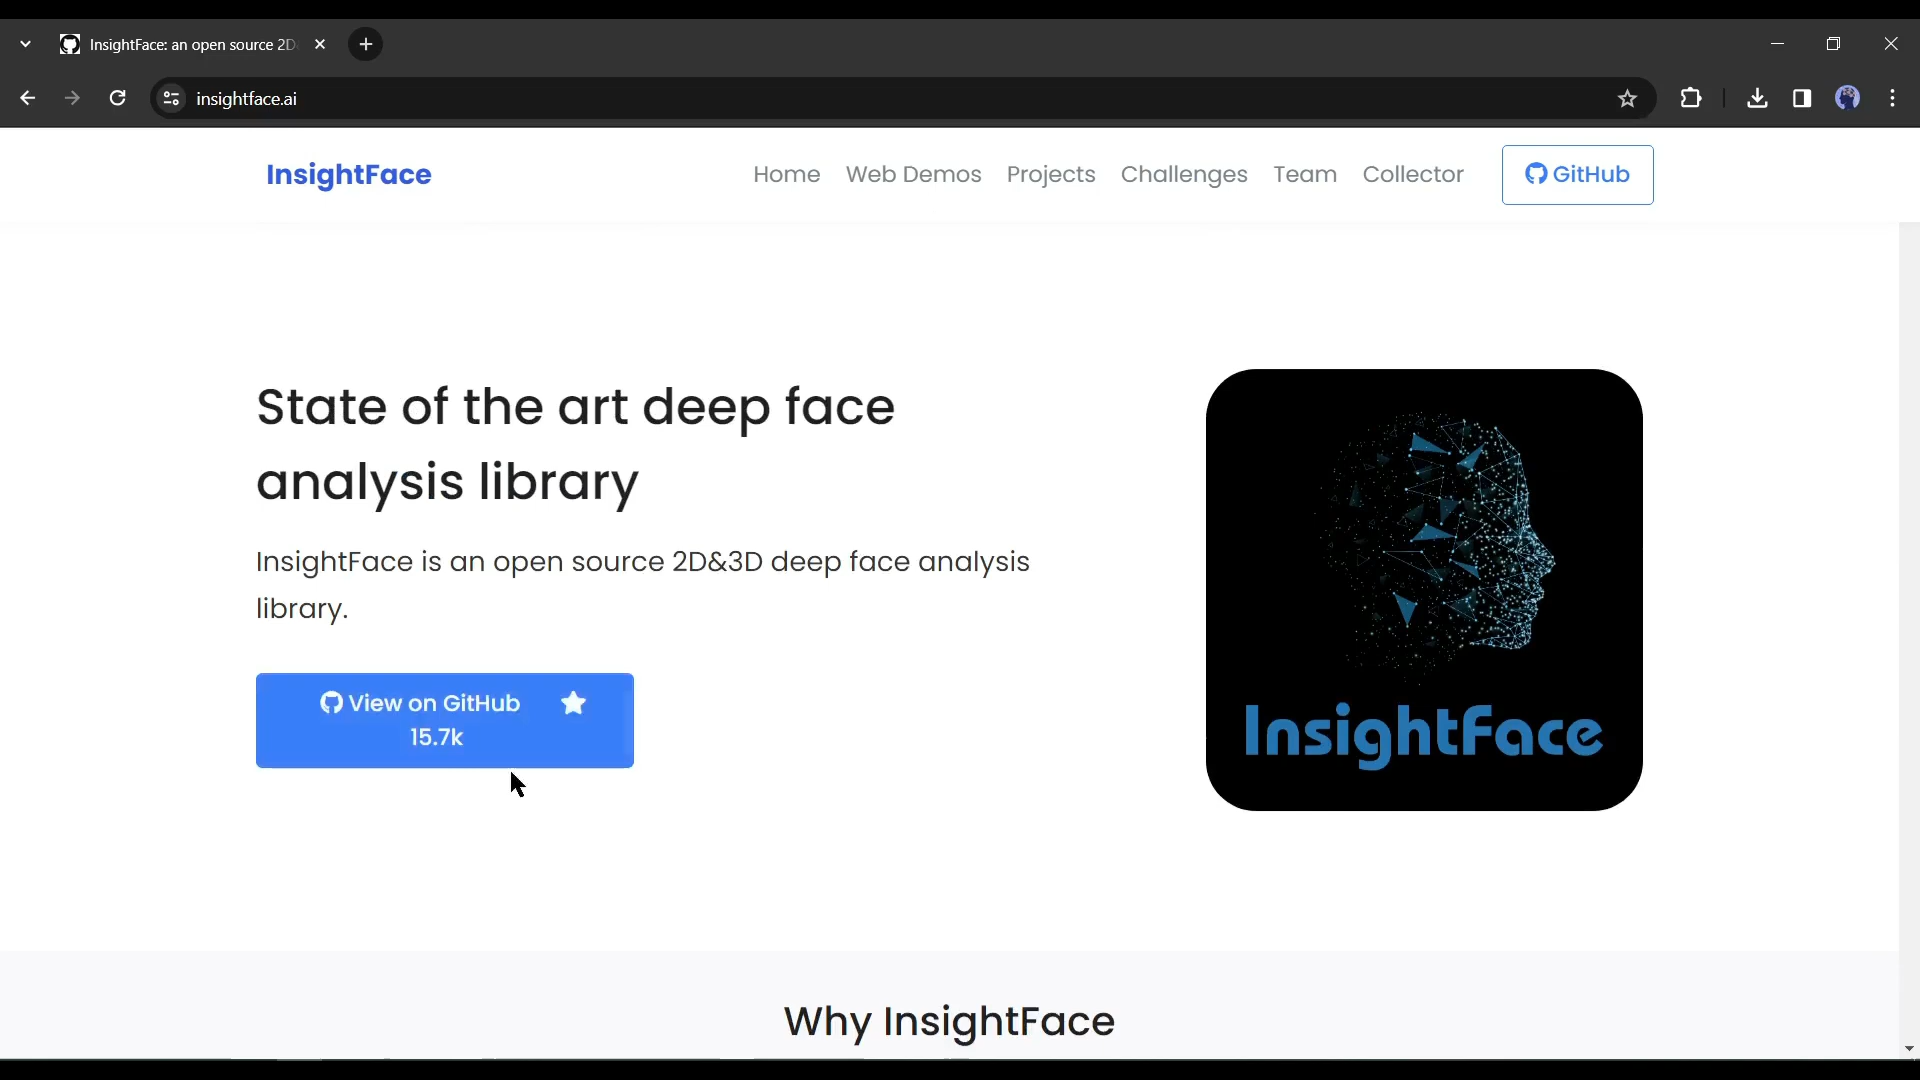 InsightFace: an open source 2D
insightface.ai
InsightFace
Home Web Demos Projects Challenges Team Collector GitHub
State of the art deep face
analysis library
InsightFace is an open source 2D&3D deep face analysis
library.
View on GitHub
15.7k
InsightFace
Why InsightFace